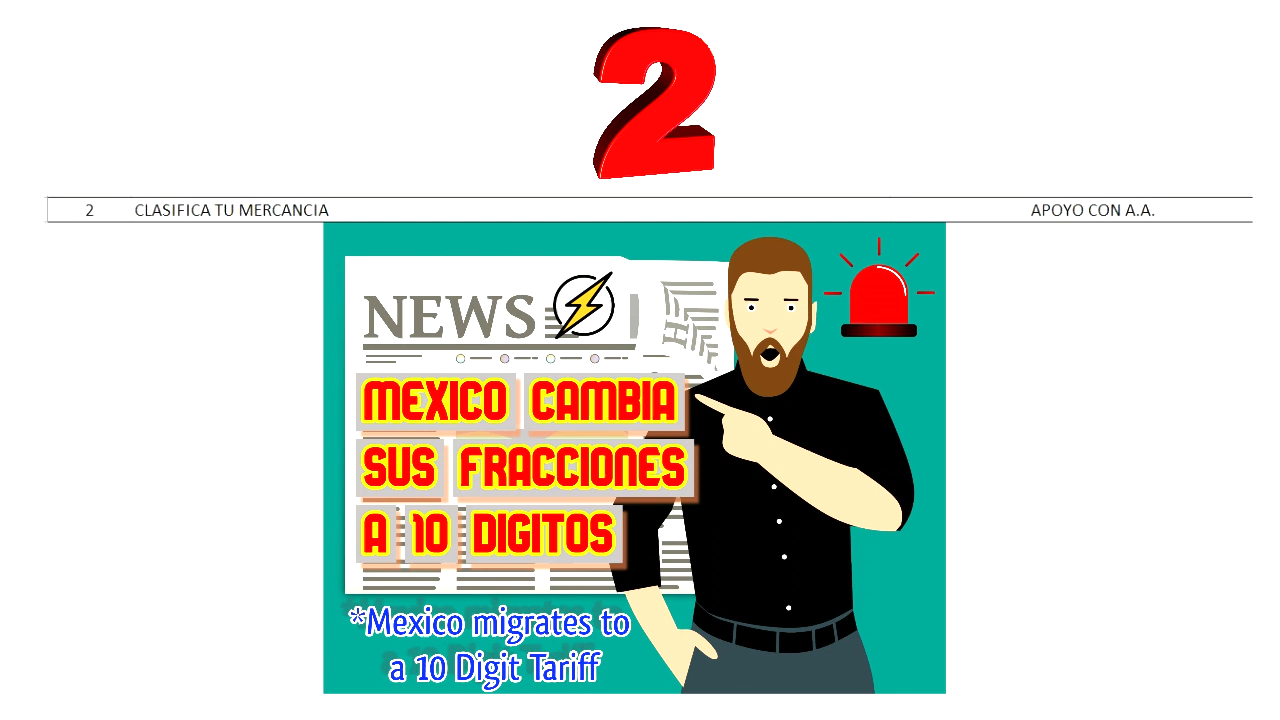 2
2 CLASIFICA TU MERCANCIA APOYO CON A.A.
NEWS
H
MEXICO CAMBIA
SUS FRACCIONES
A 10 DIGITOS
*Mexico migrates to
a 10 Digit Tariff